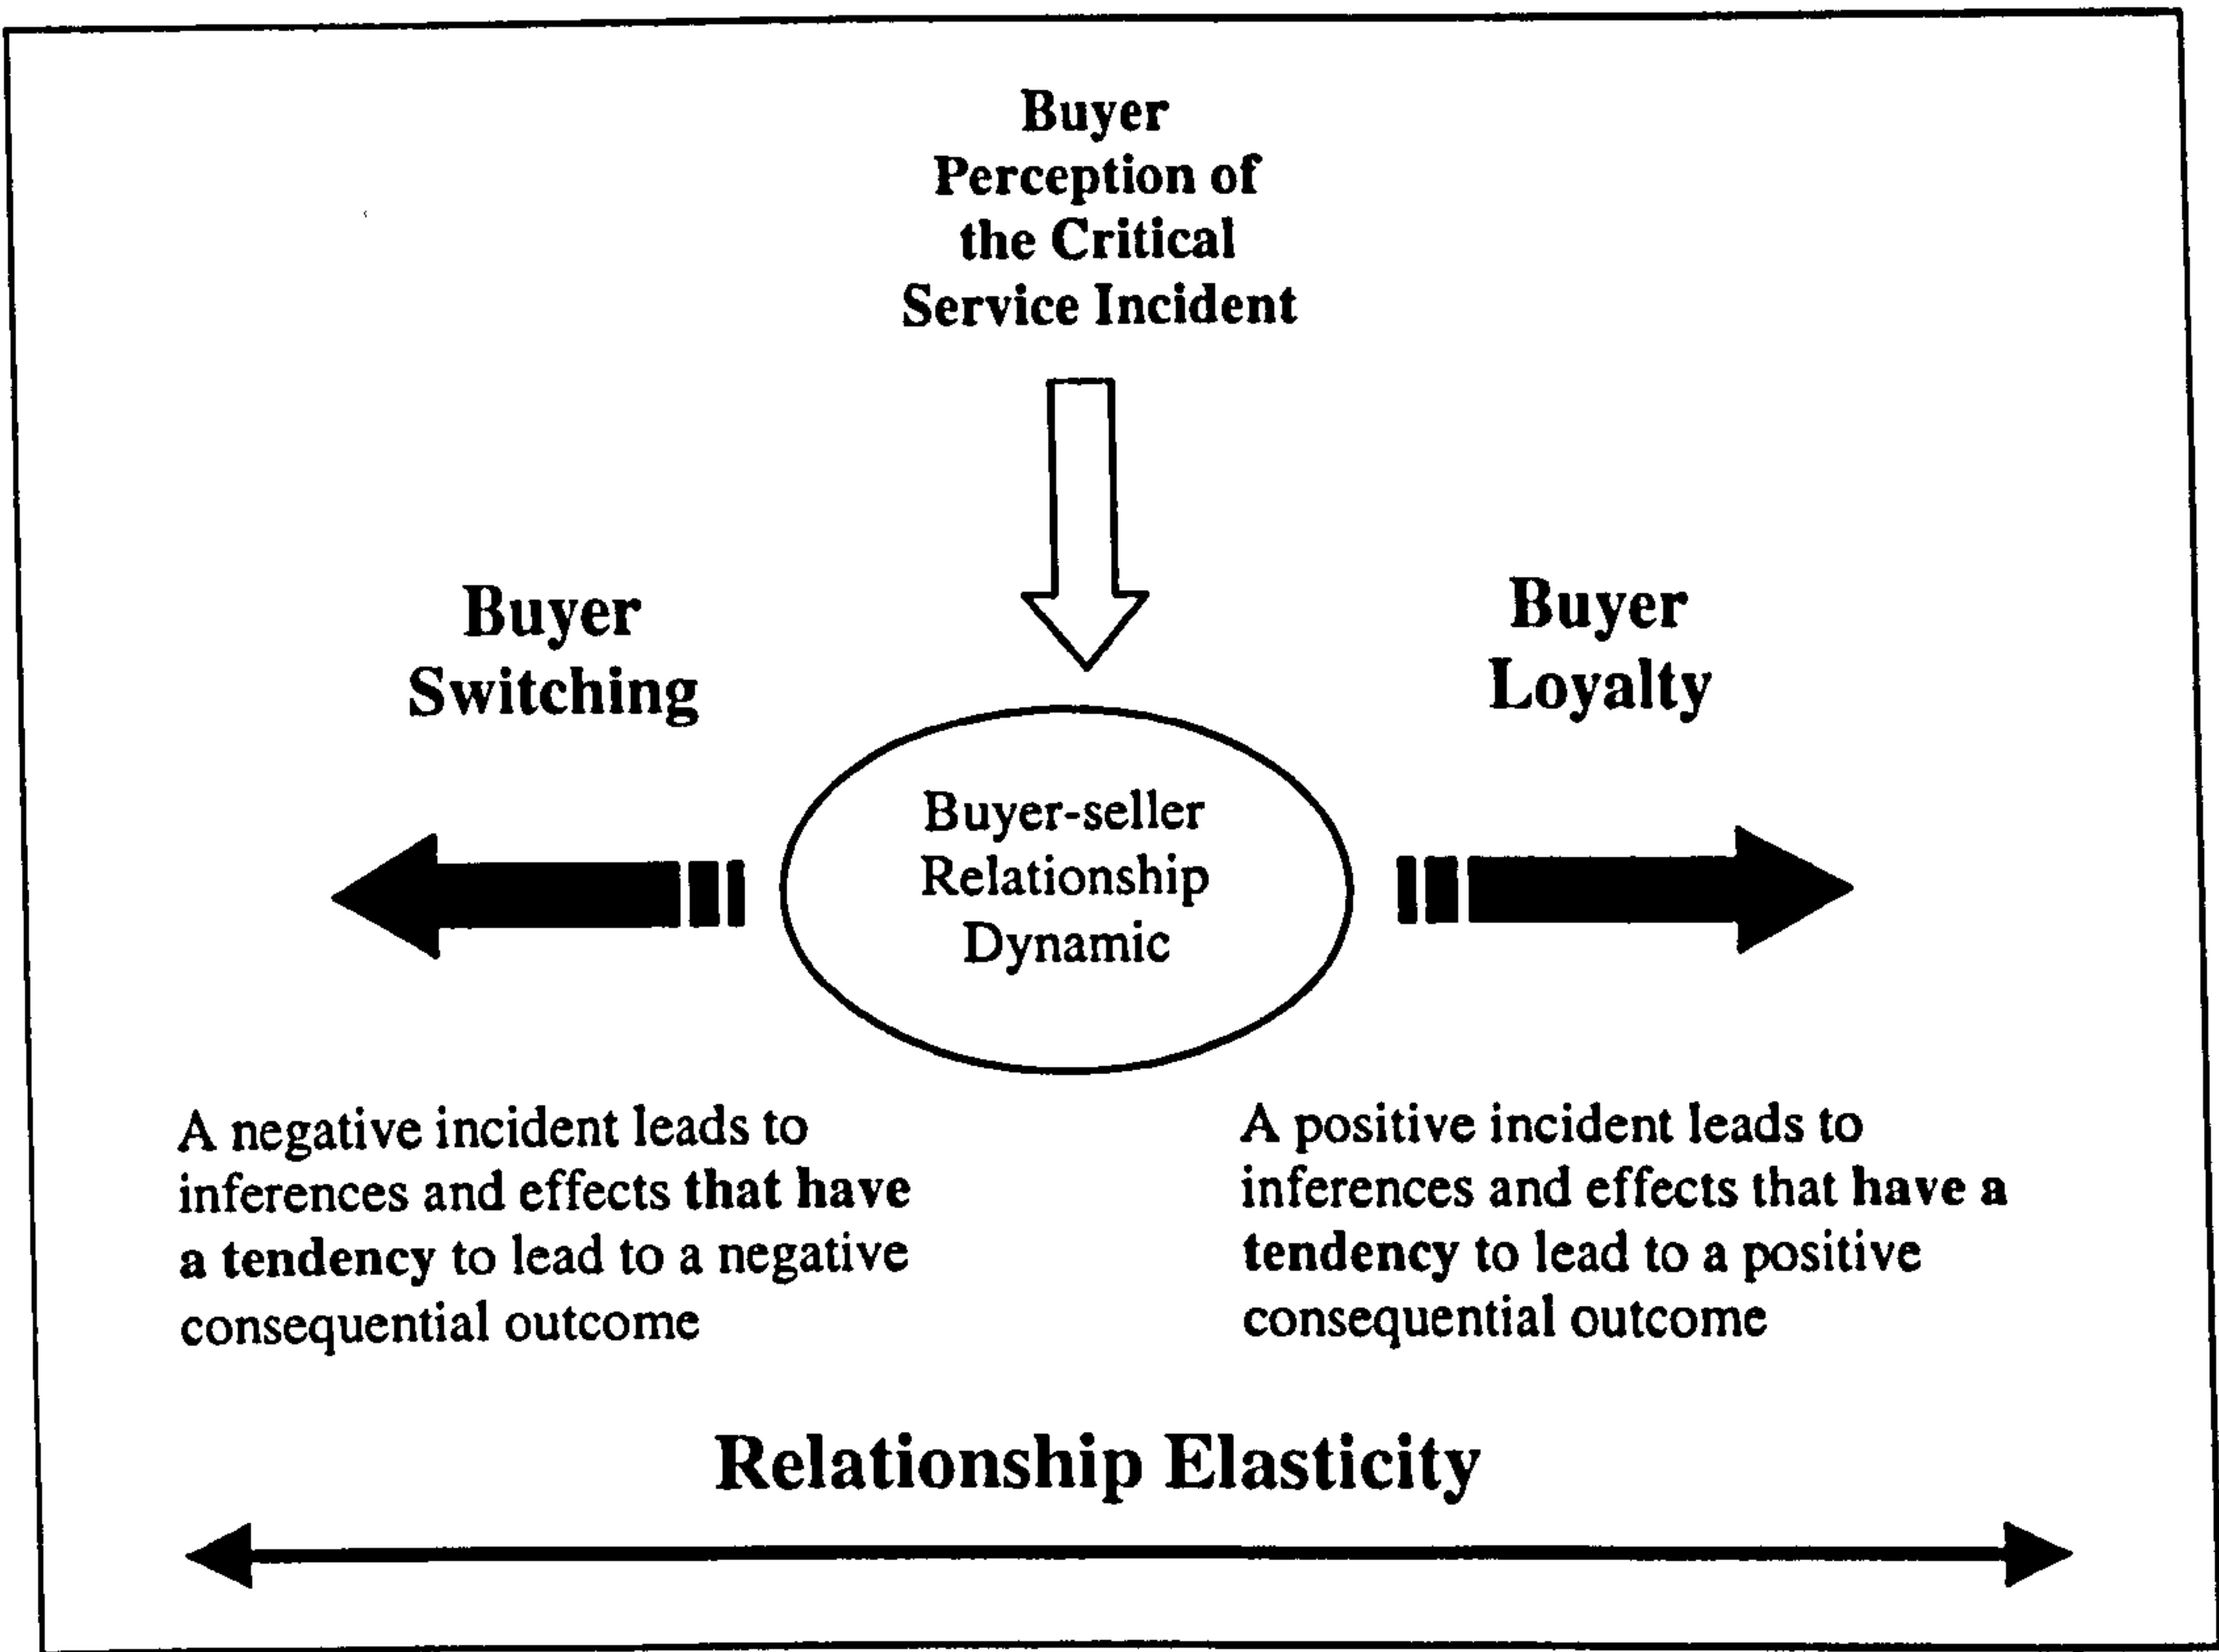 Buyer
Perception of
the Critical
Service Incident
Buyer
Switching
Buyer
Loyalty
Buyer-seller
Relationship
Dynamic
A negative incident leads to
inferences and effects that have
a tendency to lead to a negative
consequential outcome
A positive incident leads to
inferences and effects that have a
tendency to lead to a positive
consequential outcome
Relationship Elasticity